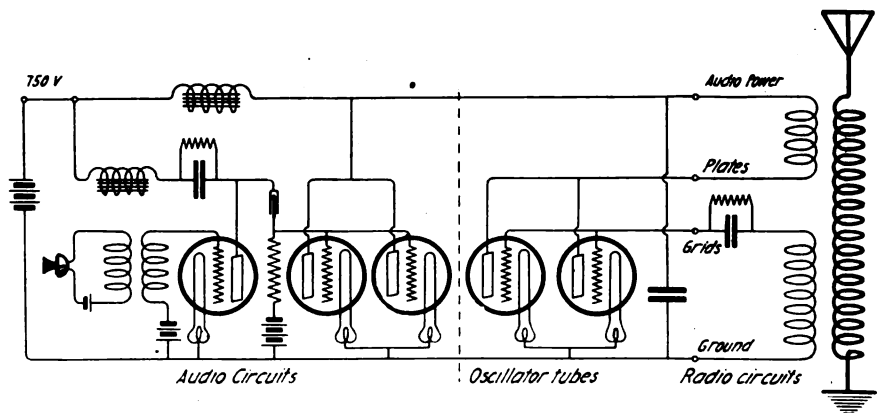 750 V
Audio Power
Plates
Grids
Ground
Audio Circuits
Oscillator tubes
Radio circuits